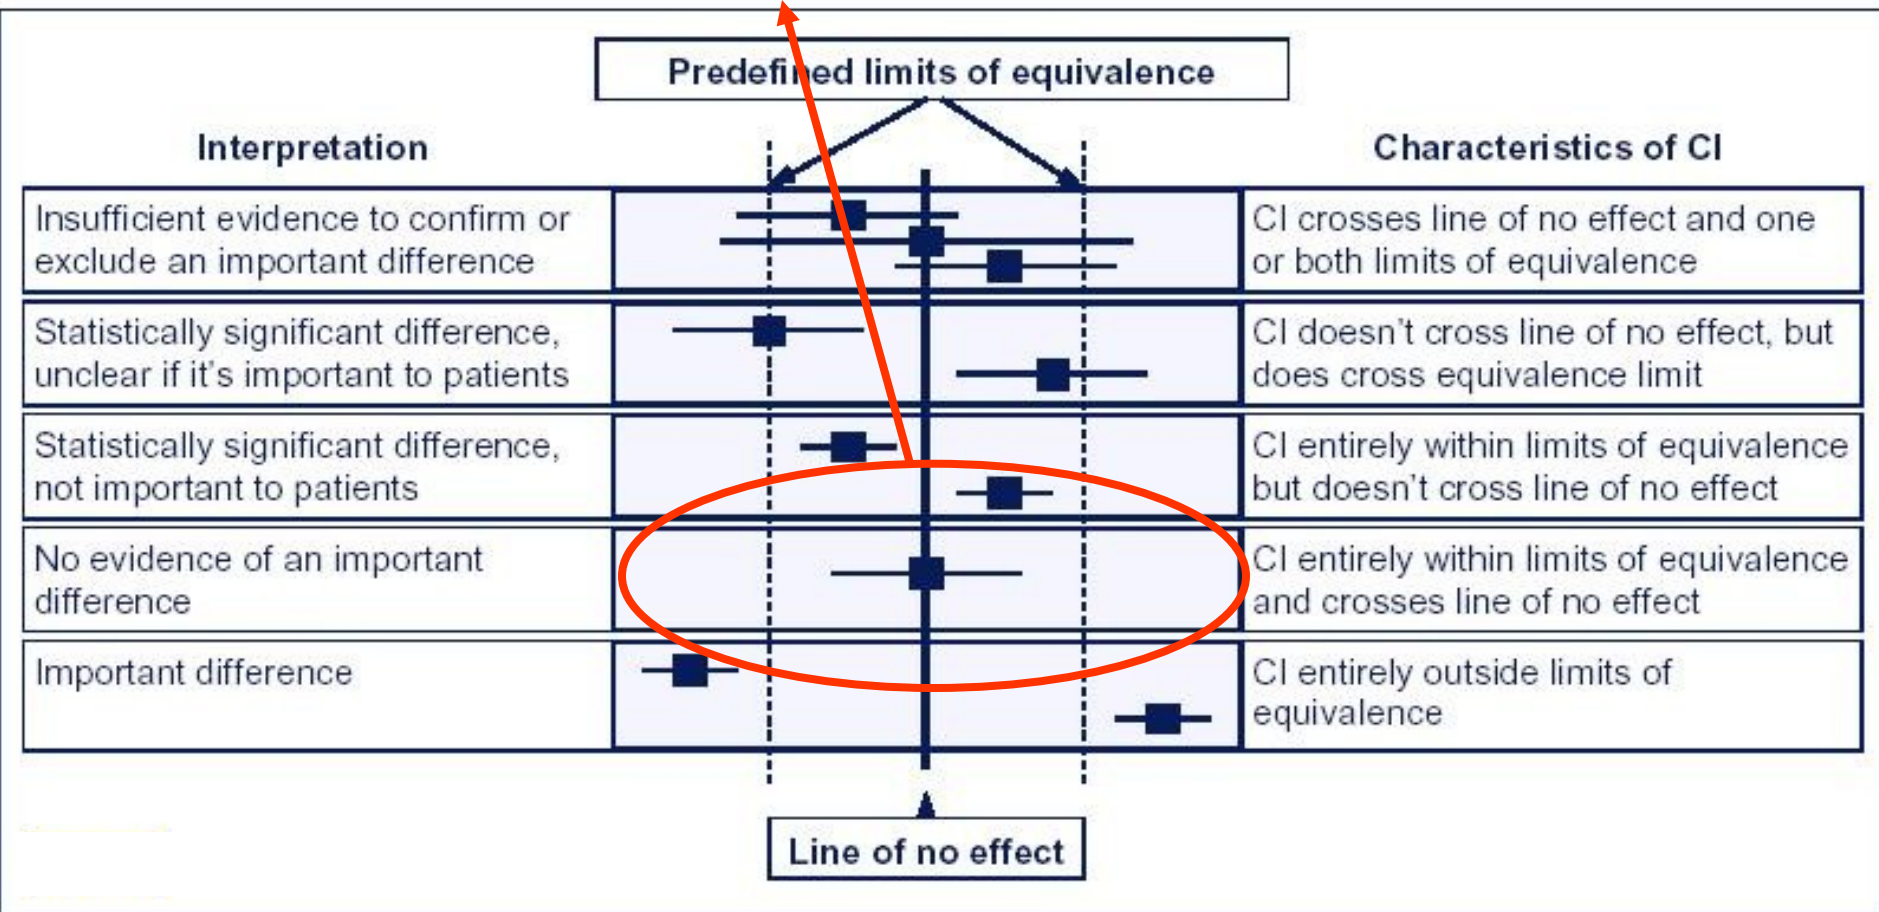 Predefined limits of equivalence
Interpretation
Characteristics of CI
Insufficient evidence to confirm or
exclude an important difference
CI crosses line of no effect and one
or both limits of equivalence
Statistically significant difference,
unclear if it's important to patients
CI doesn't cross line of no effect, but
does cross equivalence limit
Statistically significant difference,
not important to patients
CI entirely within limits of equivalence
but doesn't cross line of no effect
No evidence of an important
difference
CI entirely within limits of equivalence
and crosses line of no effect
Important difference
CI entirely outside limits of
equivalence
Line of no effect